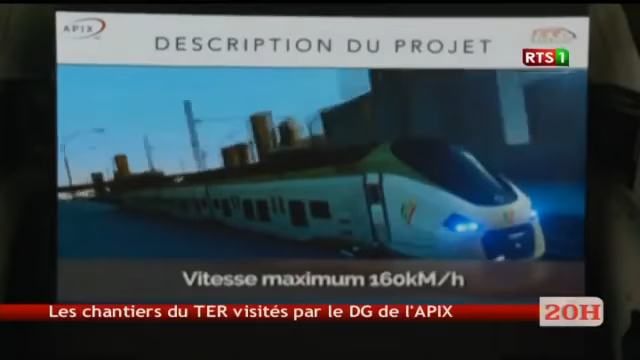 APIX
DESCRIPTION DU PROJET
RTS1
Vitesse maximum 160kM/h
Les chantiers du TER visités par le DG de l'APIX
20H